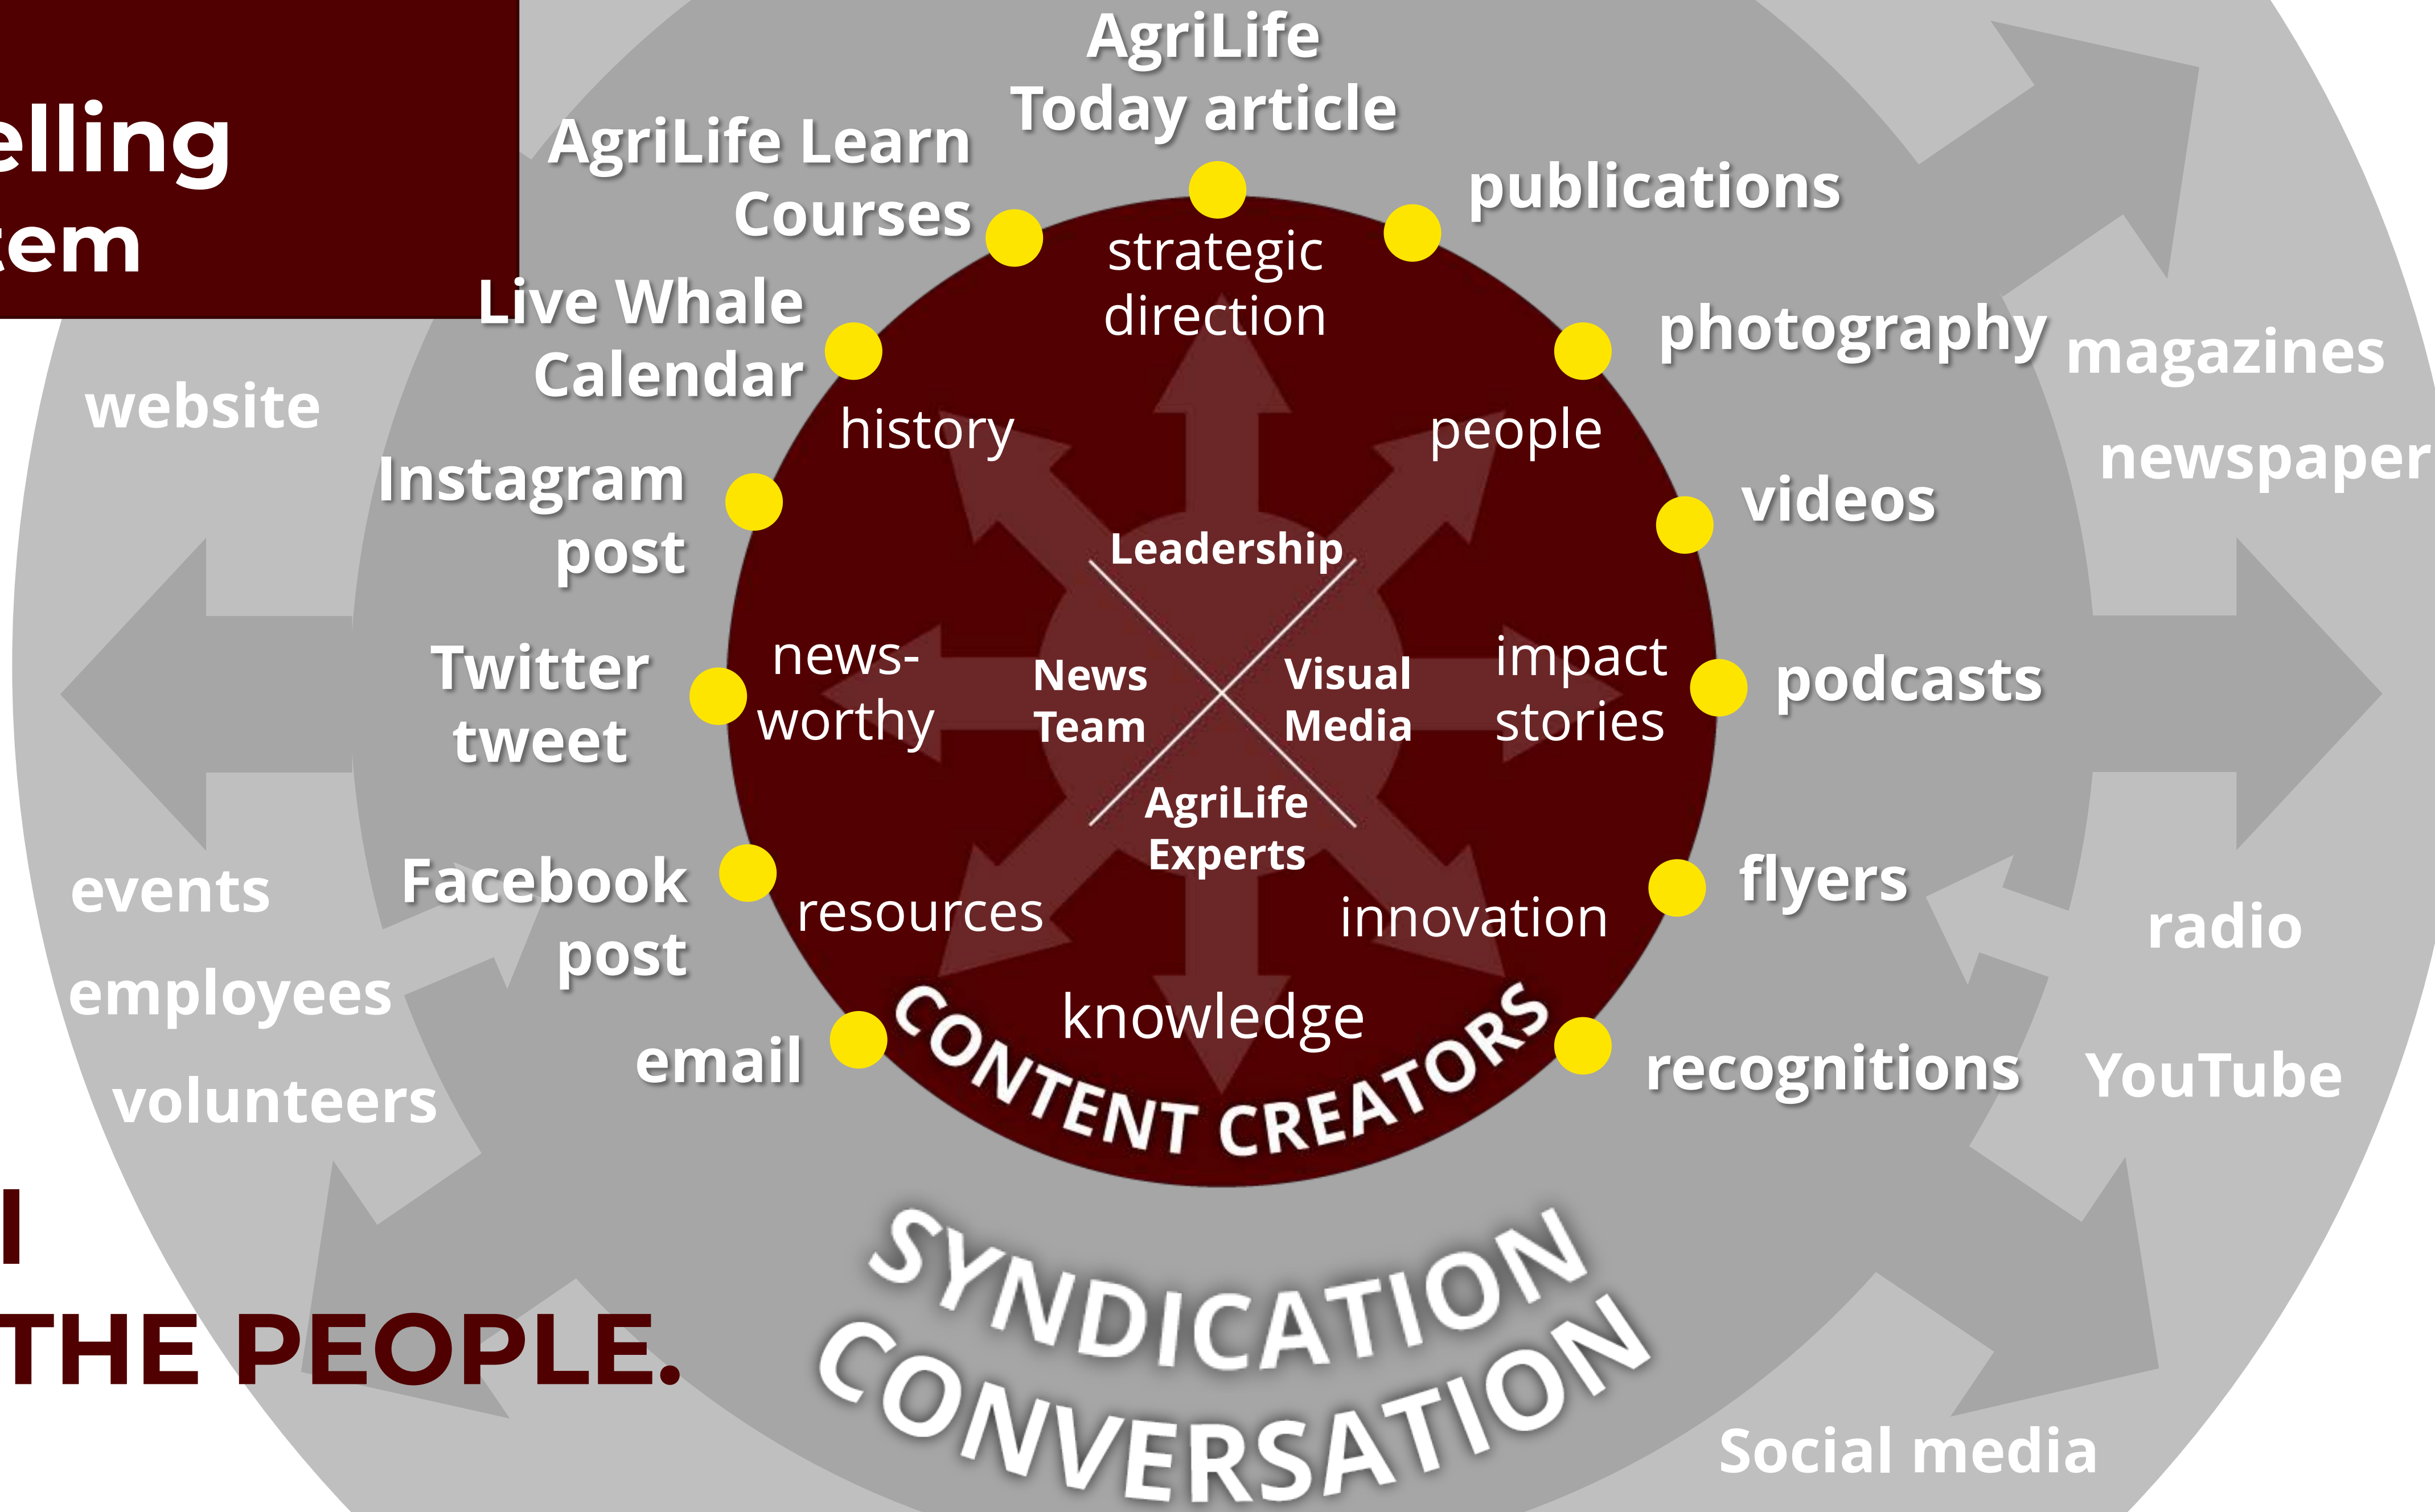 elling
tem
AgriLife
Today article
AgriLife Learn
Courses
publications
Live Whale
Calendar
photography
magazines
newspaper
website
Instagram
post
videos
Twitter
tweet
podcasts
events
employees
volunteers
Facebook
post
flyers
radio
email
recognitions
YouTube
strategic
direction
history
people
Leadership
news-
worthy
News
Team
Visual
Media
impact
stories
AgriLife
Experts
resources
innovation
knowledge
CONTENT CREATORS
SYNDICATION
CONVERSATION
THE PEOPLE.
Social media